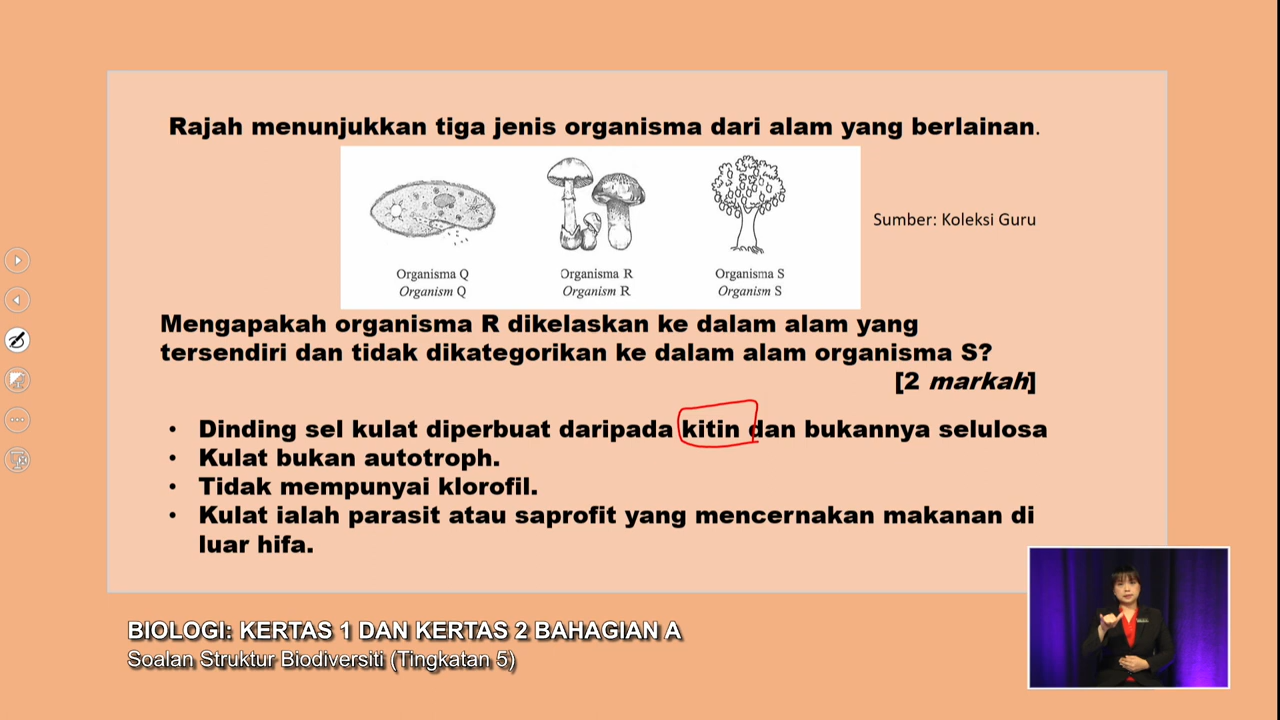 Rajah menunjukkan tiga jenis organisma dari alam yang berlainan.
Organisma Q
Organism Q
Organisma R
Organism R
Organisma S
Organism S
Sumber: Koleksi Guru
Mengapakah organisma R dikelaskan ke dalam alam yang
tersendiri dan tidak dikategorikan ke dalam alam organisma S?
[2 markah]
• Dinding sel kulat diperbuat daripada kitin dan bukannya selulosa
• Kulat bukan autotroph.
• Tidak mempunyai klorofil.
• Kulat ialah parasit atau saprofit yang mencernakan makanan di
luar hifa.
BIOLOGI: KERTAS 1 DAN KERTAS 2 BAHAGIAN A
Soalan Struktur Biodiversiti (Tingkatan 5)